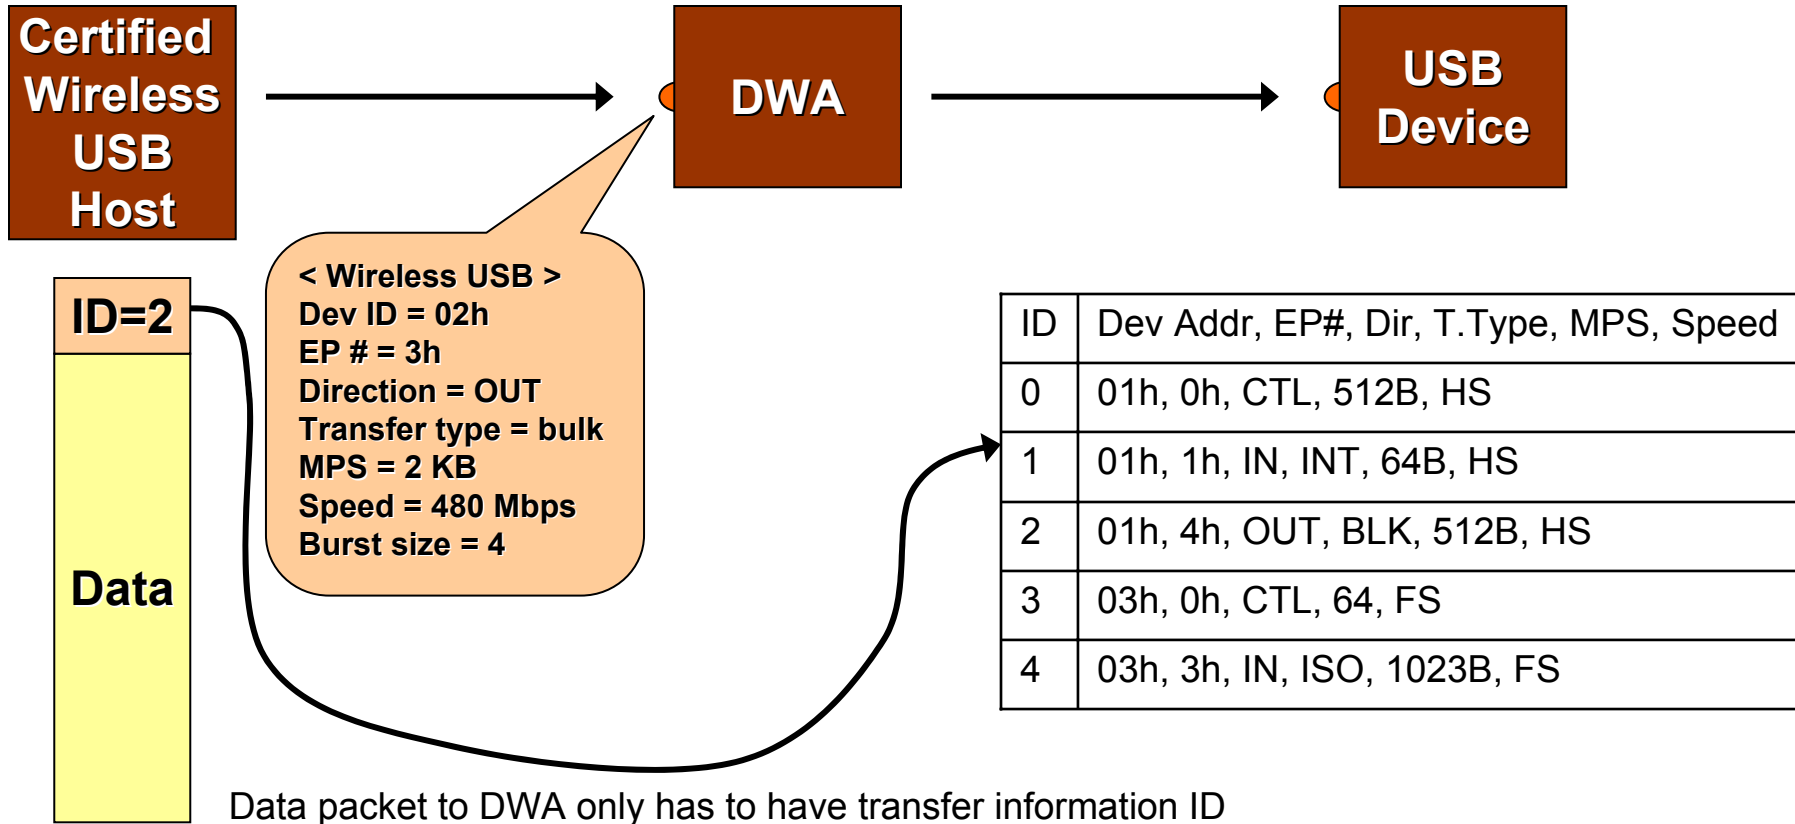 Certified
Wireless
USB
Host
DWA
USB
Device
< Wireless USB >
Dev ID = 02h
EP # = 3h
Direction = OUT
Transfer type = bulk
MPS = 2 KB
Speed = 480 Mbps
Burst size = 4
ID=2
Data
ID Dev Addr, EP#, Dir, T.Type, MPS, Speed
0 01h, 0h, CTL, 512B, HS
1 01h, 1h, IN, INT, 64B, HS
2 01h, 4h, OUT, BLK, 512B, HS
3 03h, 0h, CTL, 64, FS
4 03h, 3h, IN, ISO, 1023B, FS
Data packet to DWA only has to have transfer information ID